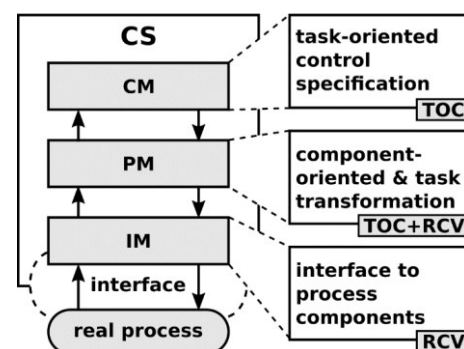 CS
CM
PM
IM
interface
real process
task-oriented
control
specification
TOC
component-
oriented & task
transformation
TOC+RCV
interface to
process
components
RCV